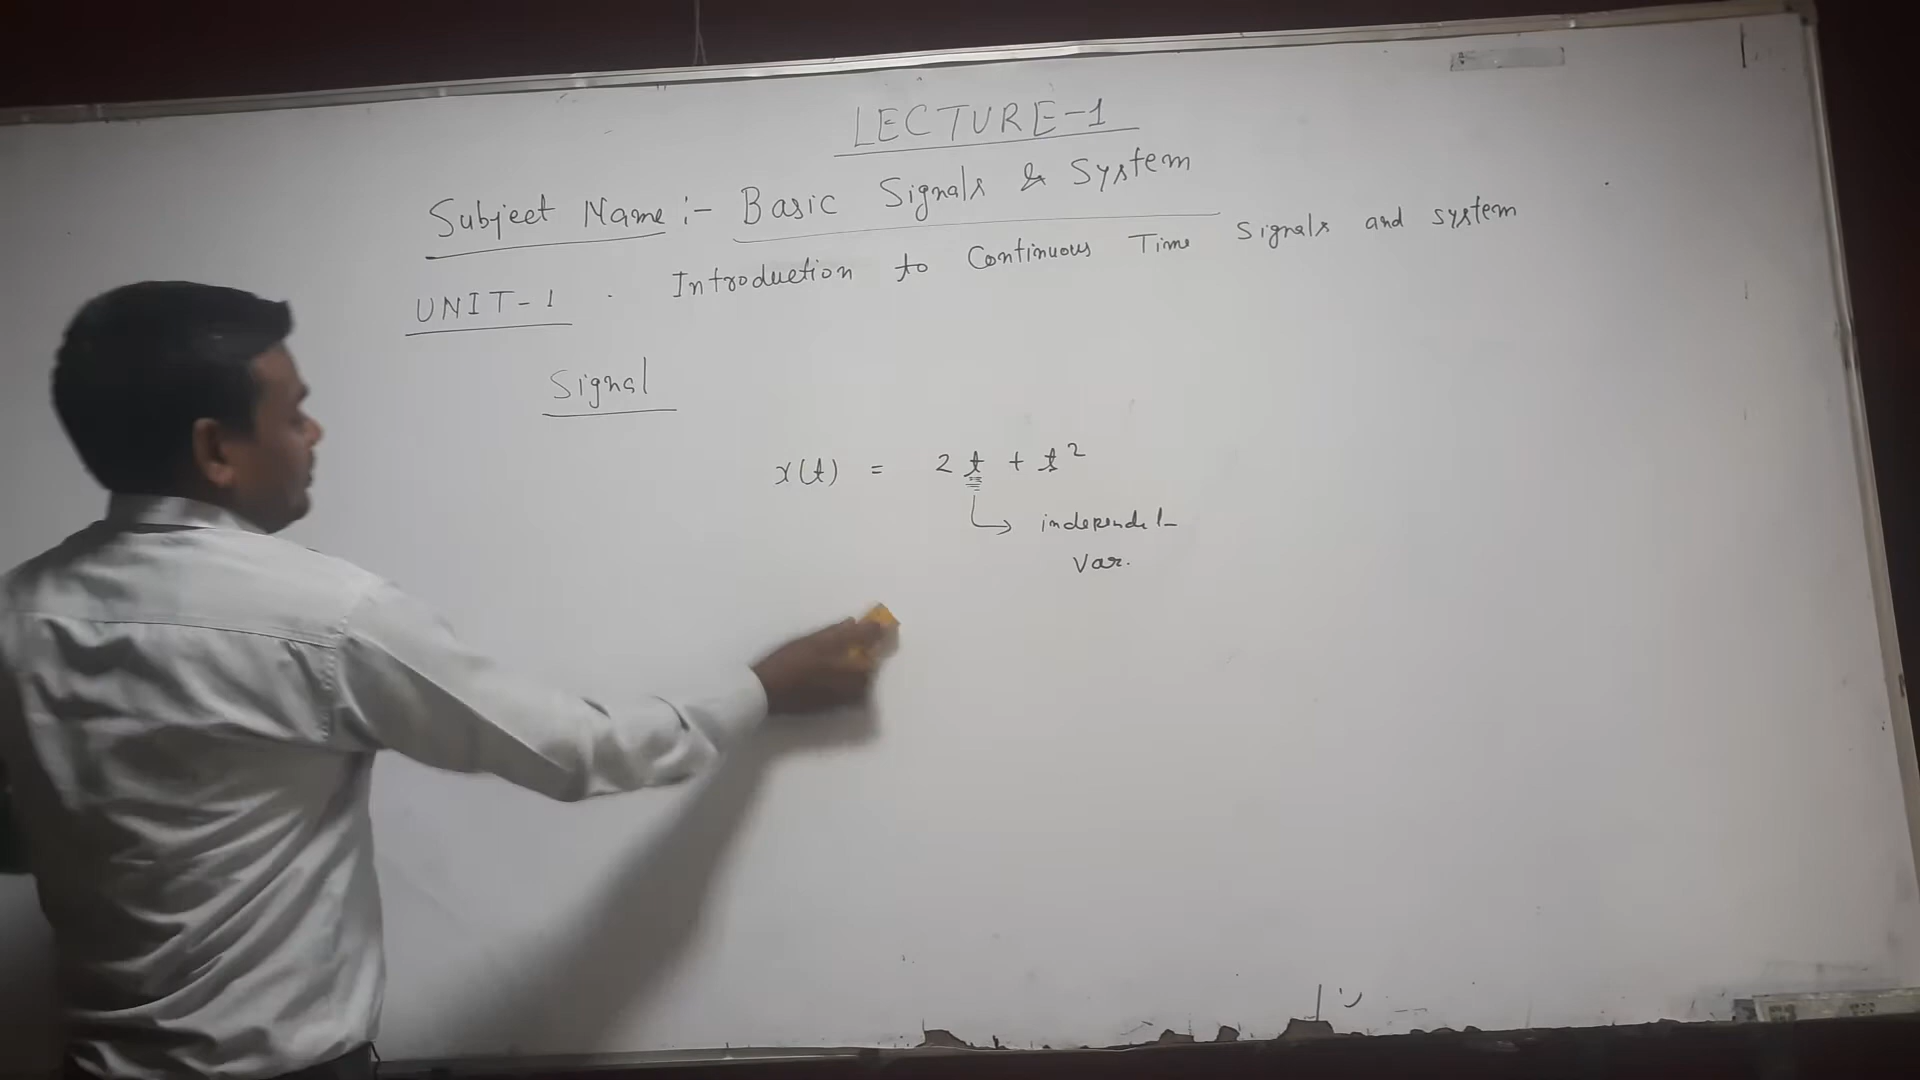 LECTURE-1
Subject Name :- Basic Signals & System
UNIT-1 . Introduction to Continuous Time Signals and system
Signal
x(t) = 2t + t²
independet
Var.